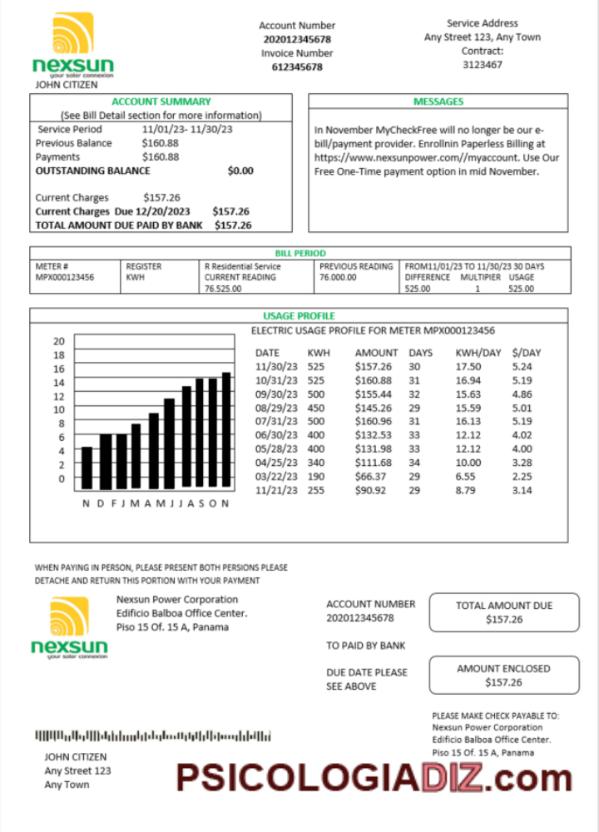 nexsun
your solar connexion
JOHN CITIZEN
Account Number
202012345678
Invoice Number
612345678
Service Address
Any Street 123, Any Town
Contract:
3123467
ACCOUNT SUMMARY
(See Bill Detail section for more information)
Service Period 11/01/23- 11/30/23
Previous Balance $160.88
Payments $160.88
OUTSTANDING BALANCE $0.00
Current Charges $157.26
Current Charges Due 12/20/2023 $157.26
TOTAL AMOUNT DUE PAID BY BANK $157.26
MESSAGES
In November MyCheckFree will no longer be our e-
bill/payment provider. Enrollnin Paperless Billing at
https://www.nexsunpower.com//myaccount. Use Our
Free One-Time payment option in mid November.
BILL PERIOD
METER # REGISTER R Residential Service PREVIOUS READING FROM11/01/23 TO 11/30/23 30 DAYS
MPX000123456 KWH CURRENT READING 76.000.00 DIFFERENCE MULTIPIER USAGE
76.525.00 525.00 1 525.00
USAGE PROFILE
ELECTRIC USAGE PROFILE FOR METER MPX000123456
20
18
16
14
12
10
8
6
4
2
0
N D F J M A M J J A S O N
DATE KWH AMOUNT DAYS KWH/DAY $/DAY
11/30/23 525 $157.26 30 17.50 5.24
10/31/23 525 $160.88 31 16.94 5.19
09/30/23 500 $155.44 32 15.63 4.86
08/29/23 450 $145.26 29 15.59 5.01
07/31/23 500 $160.96 31 16.13 5.19
06/30/23 400 $132.53 33 12.12 4.02
05/28/23 400 $131.98 33 12.12 4.00
04/25/23 340 $111.68 34 10.00 3.28
03/22/23 190 $66.37 29 6.55 2.25
11/21/23 255 $90.92 29 8.79 3.14
WHEN PAYING IN PERSON, PLEASE PRESENT BOTH PERSIONS PLEASE
DETACHE AND RETURN THIS PORTION WITH YOUR PAYMENT
nexsun
your solar connexion
Nexsun Power Corporation
Edificio Balboa Office Center.
Piso 15 Of. 15 A, Panama
ACCOUNT NUMBER
202012345678
TO PAID BY BANK
DUE DATE PLEASE
SEE ABOVE
TOTAL AMOUNT DUE
$157.26
AMOUNT ENCLOSED
$157.26
PLEASE MAKE CHECK PAYABLE TO:
Nexsun Power Corporation
Edificio Balboa Office Center.
Piso 15 Of. 15 A, Panama
JOHN CITIZEN
Any Street 123
Any Town
PSICOLOGIADIZ.com